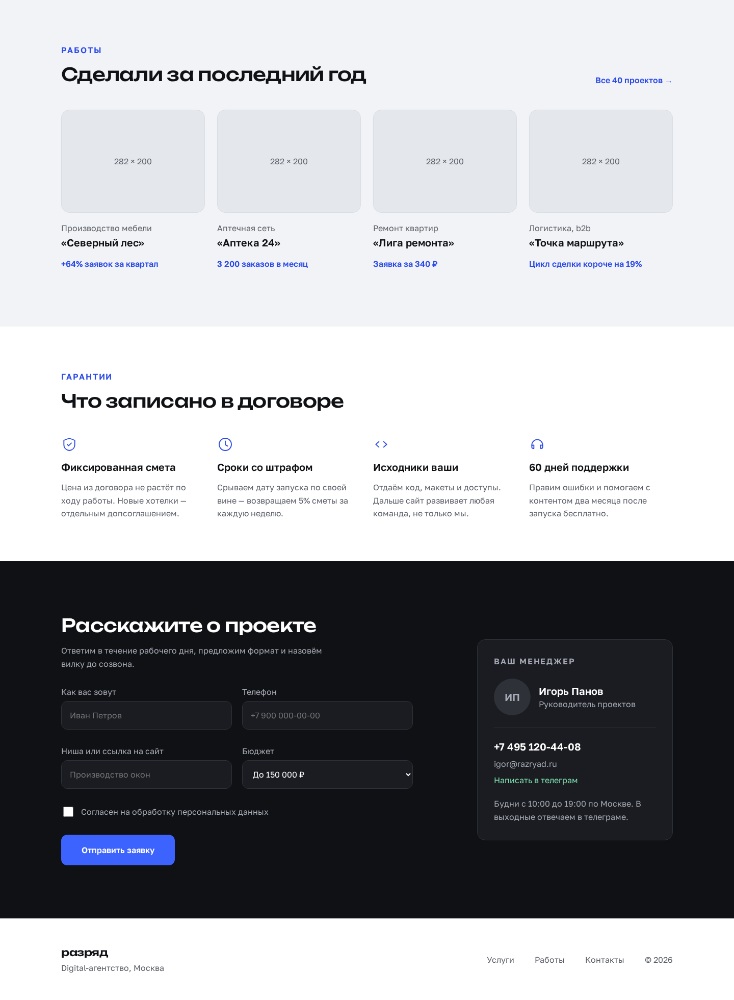 РАБОТЫ
Сделали за последний год
Все 40 проектов →
282 × 200
282 × 200
282 × 200
282 × 200
Производство мебели
«Северный лес»
+64% заявок за квартал
Аптечная сеть
«Аптека 24»
3 200 заказов в месяц
Ремонт квартир
«Лига ремонта»
Заявка за 340 ₽
Логистика, b2b
«Точка маршрута»
Цикл сделки короче на 19%
ГАРАНТИИ
Что записано в договоре
Фиксированная смета
Цена из договора не растёт по
ходу работы. Новые хотелки —
отдельным допсоглашением.
Сроки со штрафом
Срываем дату запуска по своей
вине — возвращаем 5% сметы за
каждую неделю.
Исходники ваши
Отдаём код, макеты и доступы.
Дальше сайт развивает любая
команда, не только мы.
60 дней поддержки
Правим ошибки и помогаем с
контентом два месяца после
запуска бесплатно.
Расскажите о проекте
Ответим в течение рабочего дня, предложим формат и назовём
вилку до созвона.
Как вас зовут
Иван Петров
Телефон
+7 900 000-00-00
Ниша или ссылка на сайт
Производство окон
Бюджет
До 150 000 ₽
Согласен на обработку персональных данных
Отправить заявку
ВАШ МЕНЕДЖЕР
ИП
Игорь Панов
Руководитель проектов
+7 495 120-44-08
igor@razryad.ru
Написать в телеграм
Будни с 10:00 до 19:00 по Москве. В
выходные отвечаем в телеграме.
разряд
Digital-агентство, Москва
Услуги
Работы
Контакты
© 2026